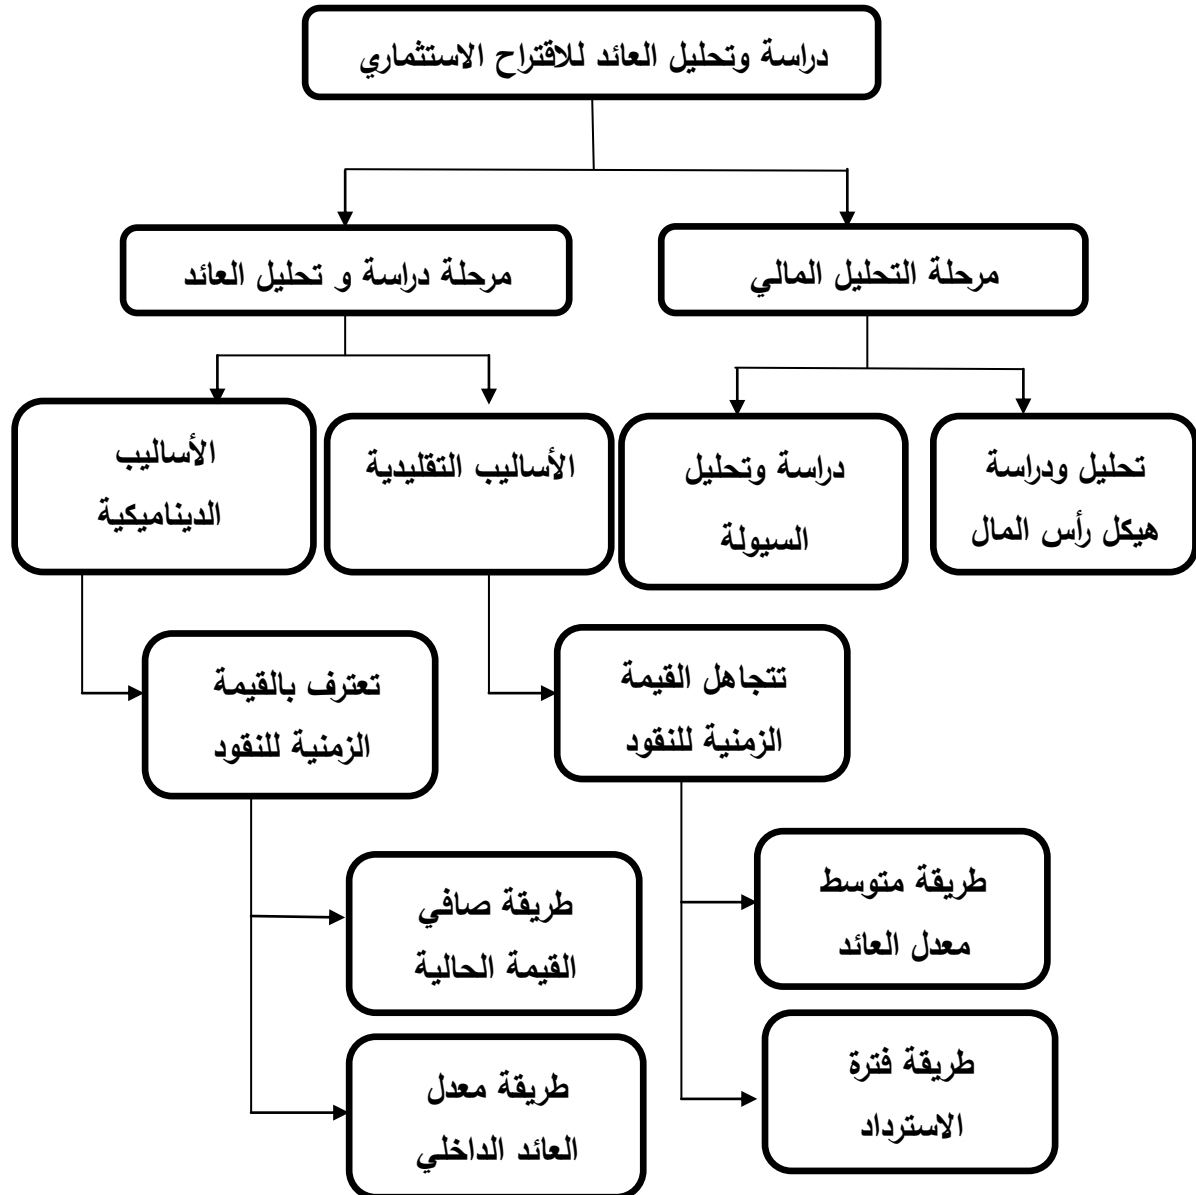 دراسة وتحليل العائد للاقتراح الاستثماري
مرحلة التحليل المالي
مرحلة دراسة و تحليل العائد
تحليل ودراسة
هيكل رأس المال
دراسة وتحليل
السيولة
الأساليب التقليدية
الأساليب
الديناميكية
تتجاهل القيمة
الزمنية للنقود
تعترف بالقيمة
الزمنية للنقود
طريقة متوسط
معدل العائد
طريقة صافي
القيمة الحالية
طريقة فترة
الاسترداد
طريقة معدل
العائد الداخلي